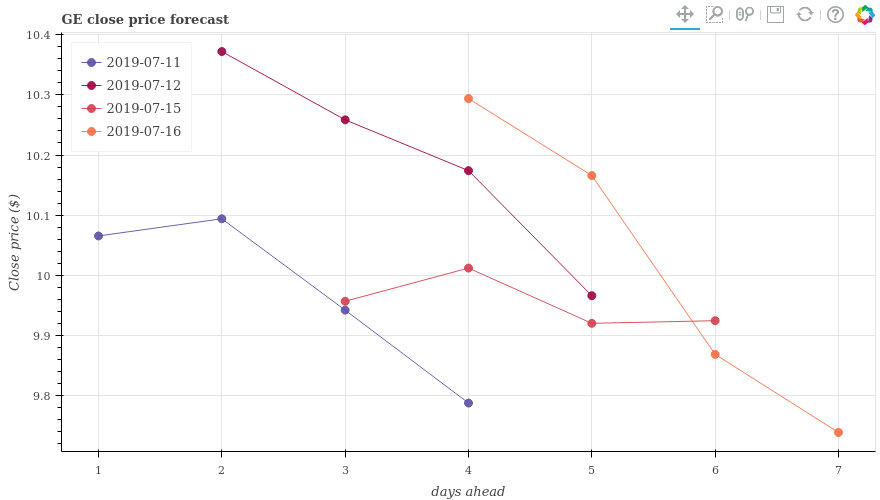 GE close price forecast
10.4
10.3
10.2
10.1
10
9.9
9.8
Close price ($)
2019-07-11
2019-07-12
2019-07-15
2019-07-16
1 2 3 4 5 6 7
days ahead